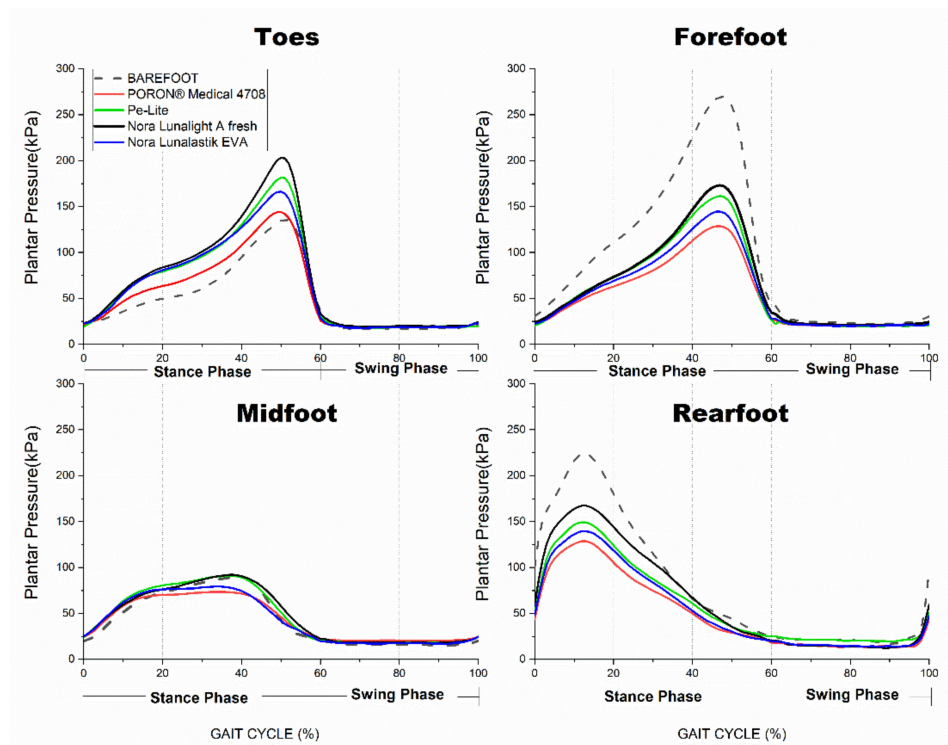 Toes
Forefoot
300
250
200
150
100
50
0
Plantar Pressure(kPa)
BAREFOOT
PORON® Medical 4708
Pe-Lite
Nora Lunalight A fresh
Nora Lunalastik EVA
0 20 40 60 80 100
Stance Phase
Swing Phase
300
250
200
150
100
50
0
Plantar Pressure(kPa)
0 20 40 60 80 100
Stance Phase
Swing Phase
Midfoot
Rearfoot
300
250
200
150
100
50
0
Plantar Pressure(kPa)
0 20 40 60 80 100
Stance Phase
Swing Phase
GAIT CYCLE (%)
300
250
200
150
100
50
0
Plantar Pressure(kPa)
0 20 40 60 80 100
Stance Phase
Swing Phase
GAIT CYCLE (%)